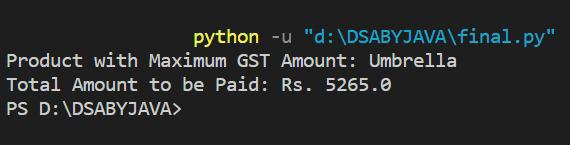 python -u "d:\DSABYJAVA\final.py"
Product with Maximum GST Amount: Umbrella
Total Amount to be Paid: Rs. 5265.0
PS D:\DSABYJAVA>